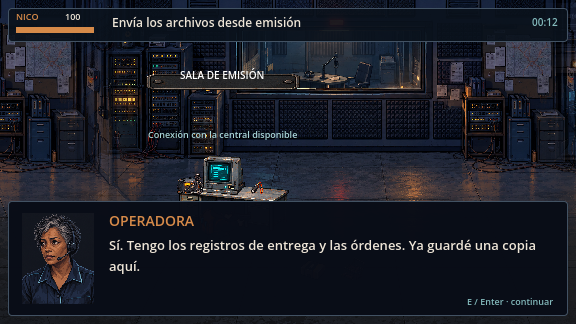 NICO 100 Envía los archivos desde emisión 00:12
SALA DE EMISIÓN
Conexión con la central disponible
OPERADORA
Sí. Tengo los registros de entrega y las órdenes. Ya guardé una copia
aquí.
E / Enter · continuar